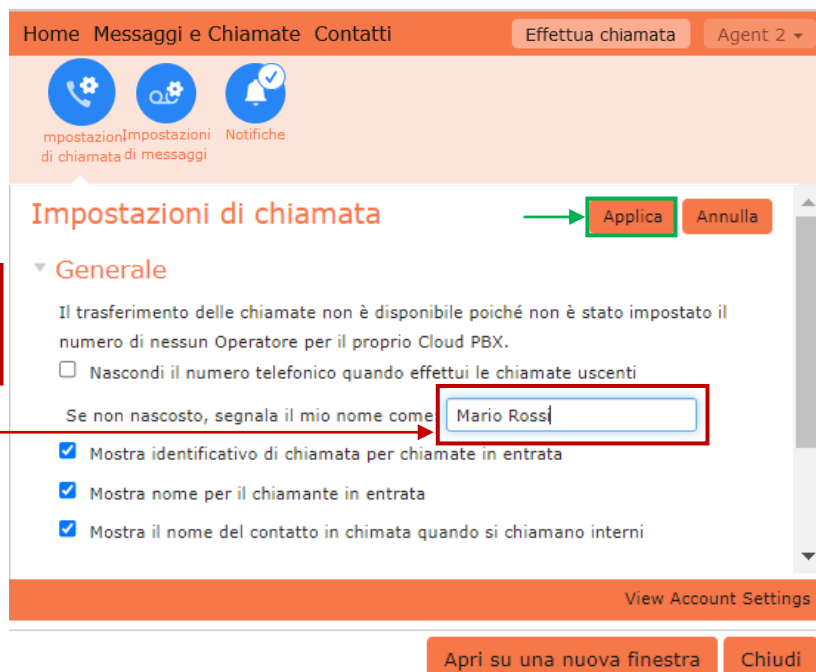 Home Messaggi e Chiamate Contatti Effettua chiamata Agent 2
mpostazioni Impostazioni Notifiche
di chiamata di messaggi
Impostazioni di chiamata Applica Annulla
Generale
Il trasferimento delle chiamate non è disponibile poiché non è stato impostato il
numero di nessun Operatore per il proprio Cloud PBX.
Nascondi il numero telefonico quando effettui le chiamate uscenti
Se non nascosto, segnala il mio nome come: Mario Rossi
Mostra identificativo di chiamata per chiamate in entrata
Mostra nome per il chiamante in entrata
Mostra il nome del contatto in chimata quando si chiamano interni
View Account Settings
Apri su una nuova finestra Chiudi